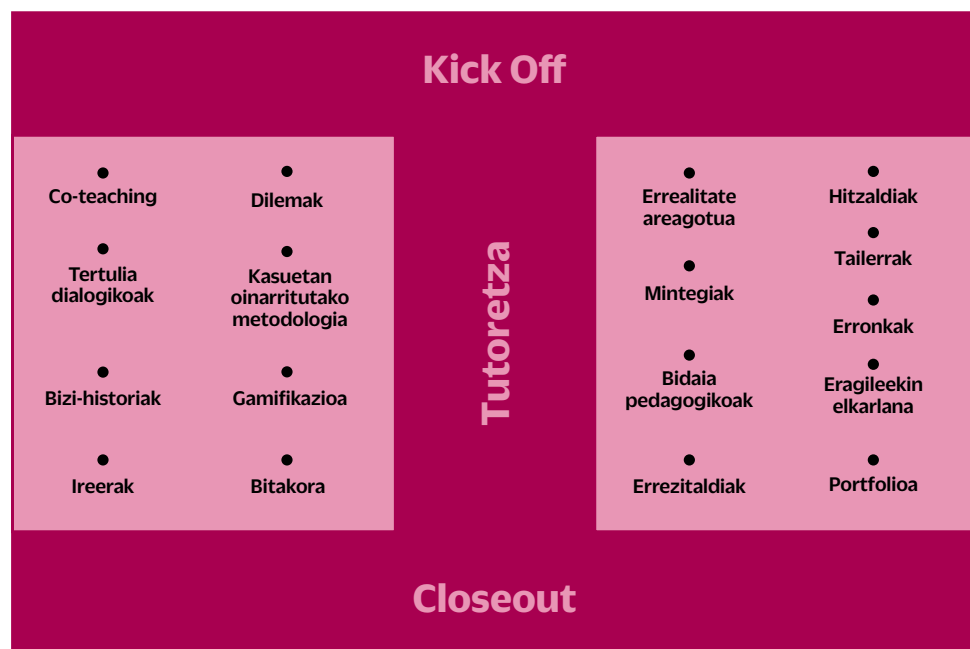 Kick Off
Co-teaching
Dilemak
Tertulia
dialogikoak
Kasuetan
oinarritutako
metodologia
Bizi-historiak
Gamifikazioa
Ireerak
Bitakora
Tutoretza
Errealitate
areagotua
Hitzaldiak
Tailerrak
Mintegiak
Erronkak
Bidaia
pedagogikoak
Eragileekin
elkarlana
Errezitaldiak
Portfolioa
Closeout